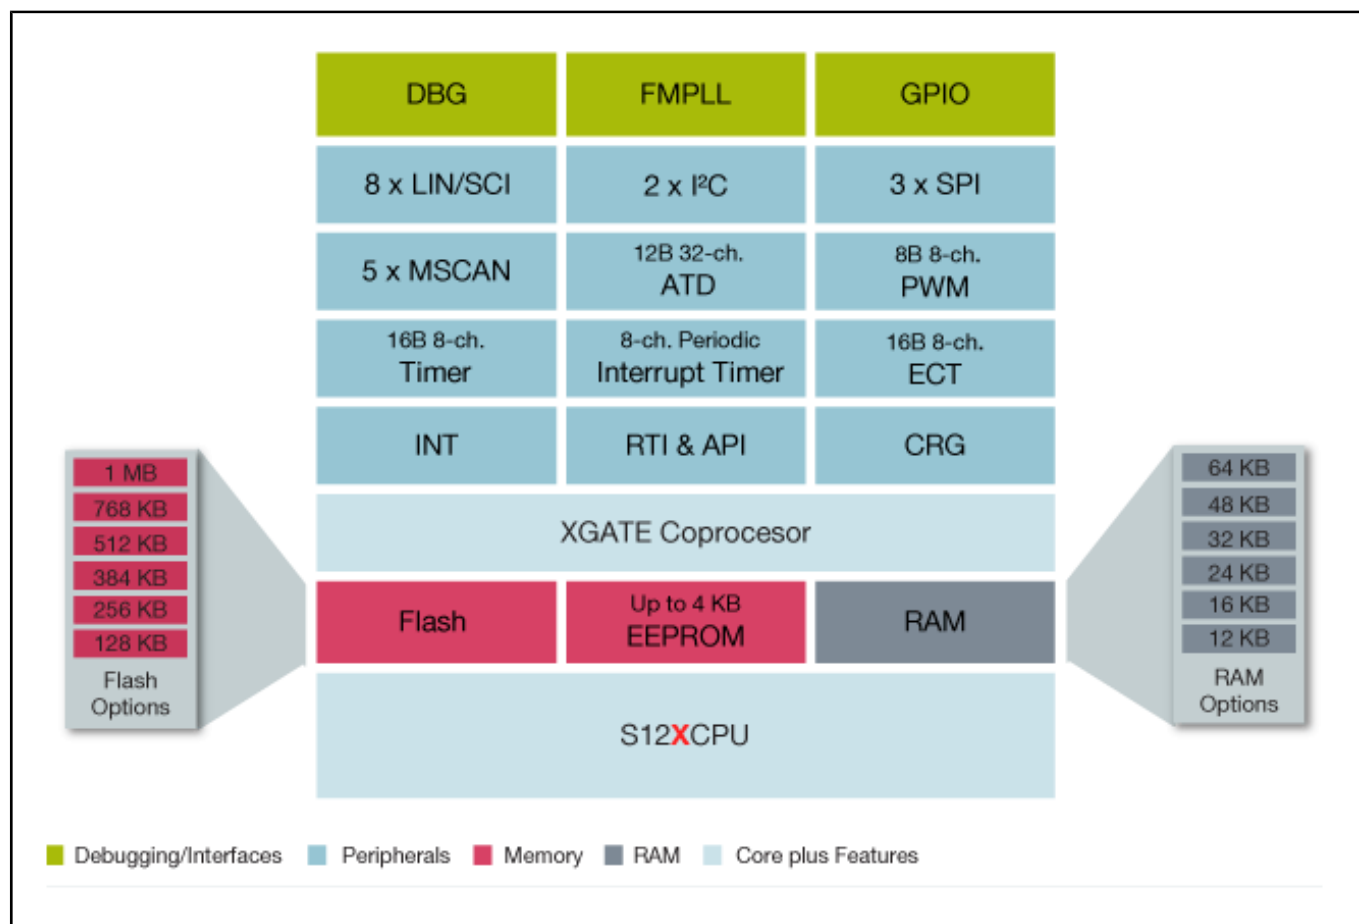 DBG
FMPLL
GPIO
8 x LIN/SCI
2 x I²C
3 x SPI
5 x MSCAN
12B 32-ch.
ATD
8B 8-ch.
PWM
16B 8-ch.
Timer
8-ch. Periodic
Interrupt Timer
16B 8-ch.
ECT
INT
RTI & API
CRG
XGATE Coprocesor
Flash
Up to 4 KB
EEPROM
RAM
S12XCPU
1 MB
768 KB
512 KB
384 KB
256 KB
128 KB
Flash
Options
64 KB
48 KB
32 KB
24 KB
16 KB
12 KB
RAM
Options
Debugging/Interfaces
Peripherals
Memory
RAM
Core plus Features